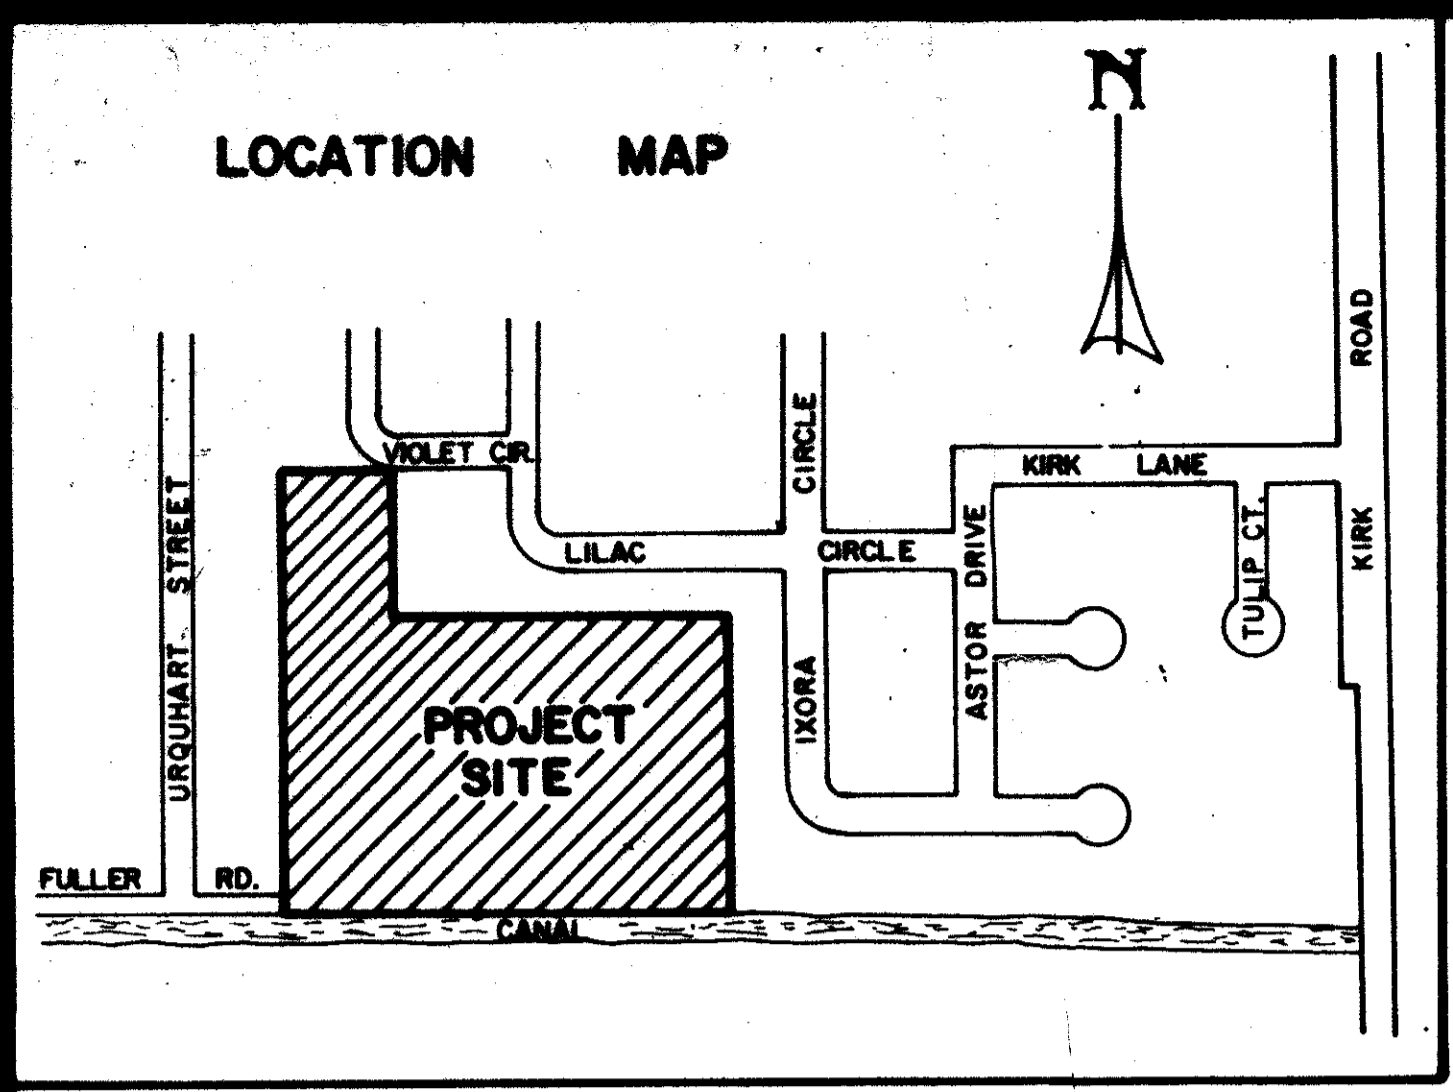 N
LOCATION MAP
ROAD
CIRCLE
VIOLET CIR.
KIRK LANE
URQUHART STREET
LILAC CIRCLE
ASTOR DRIVE
TULIP CT.
KIRK
IXORA
PROJECT
SITE
FULLER RD.
CANAL